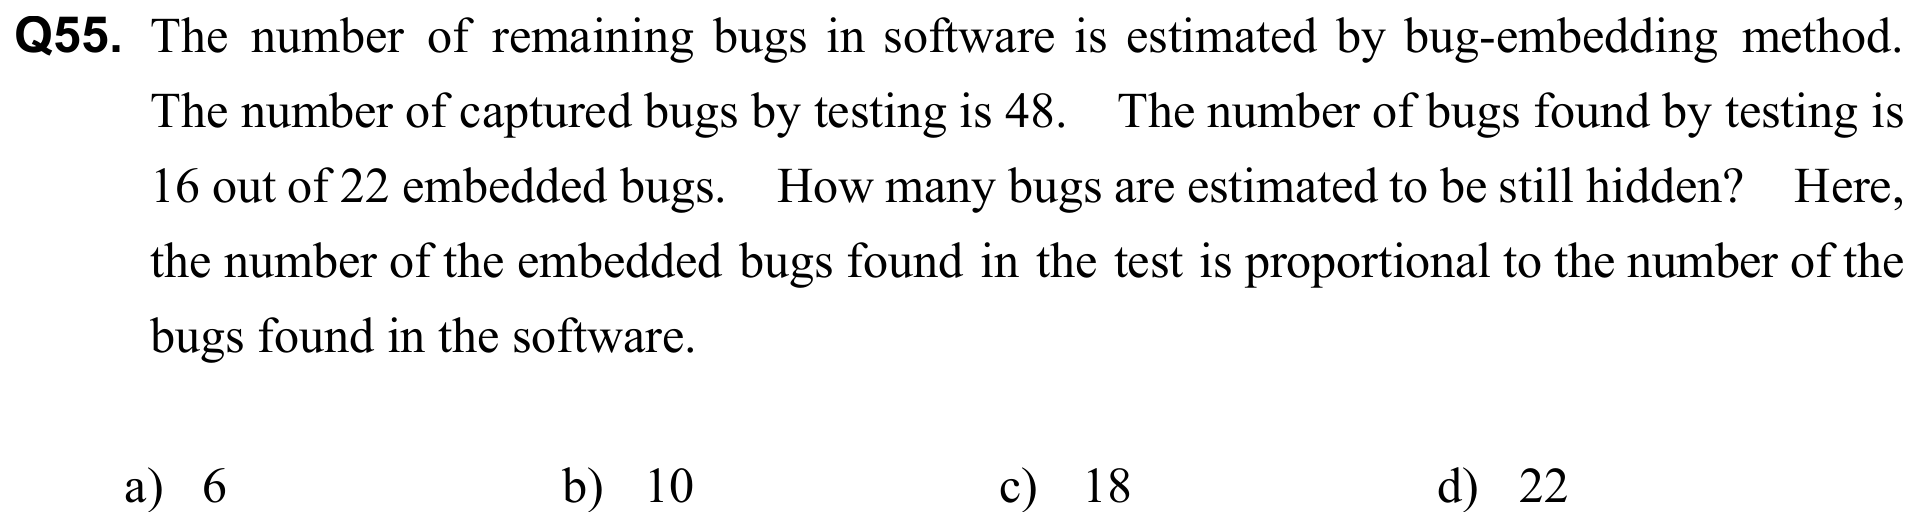 Q55. The number of remaining bugs in software is estimated by bug-embedding method.
The number of captured bugs by testing is 48. The number of bugs found by testing is
16 out of 22 embedded bugs. How many bugs are estimated to be still hidden? Here,
the number of the embedded bugs found in the test is proportional to the number of the
bugs found in the software.
a) 6 b) 10 c) 18 d) 22